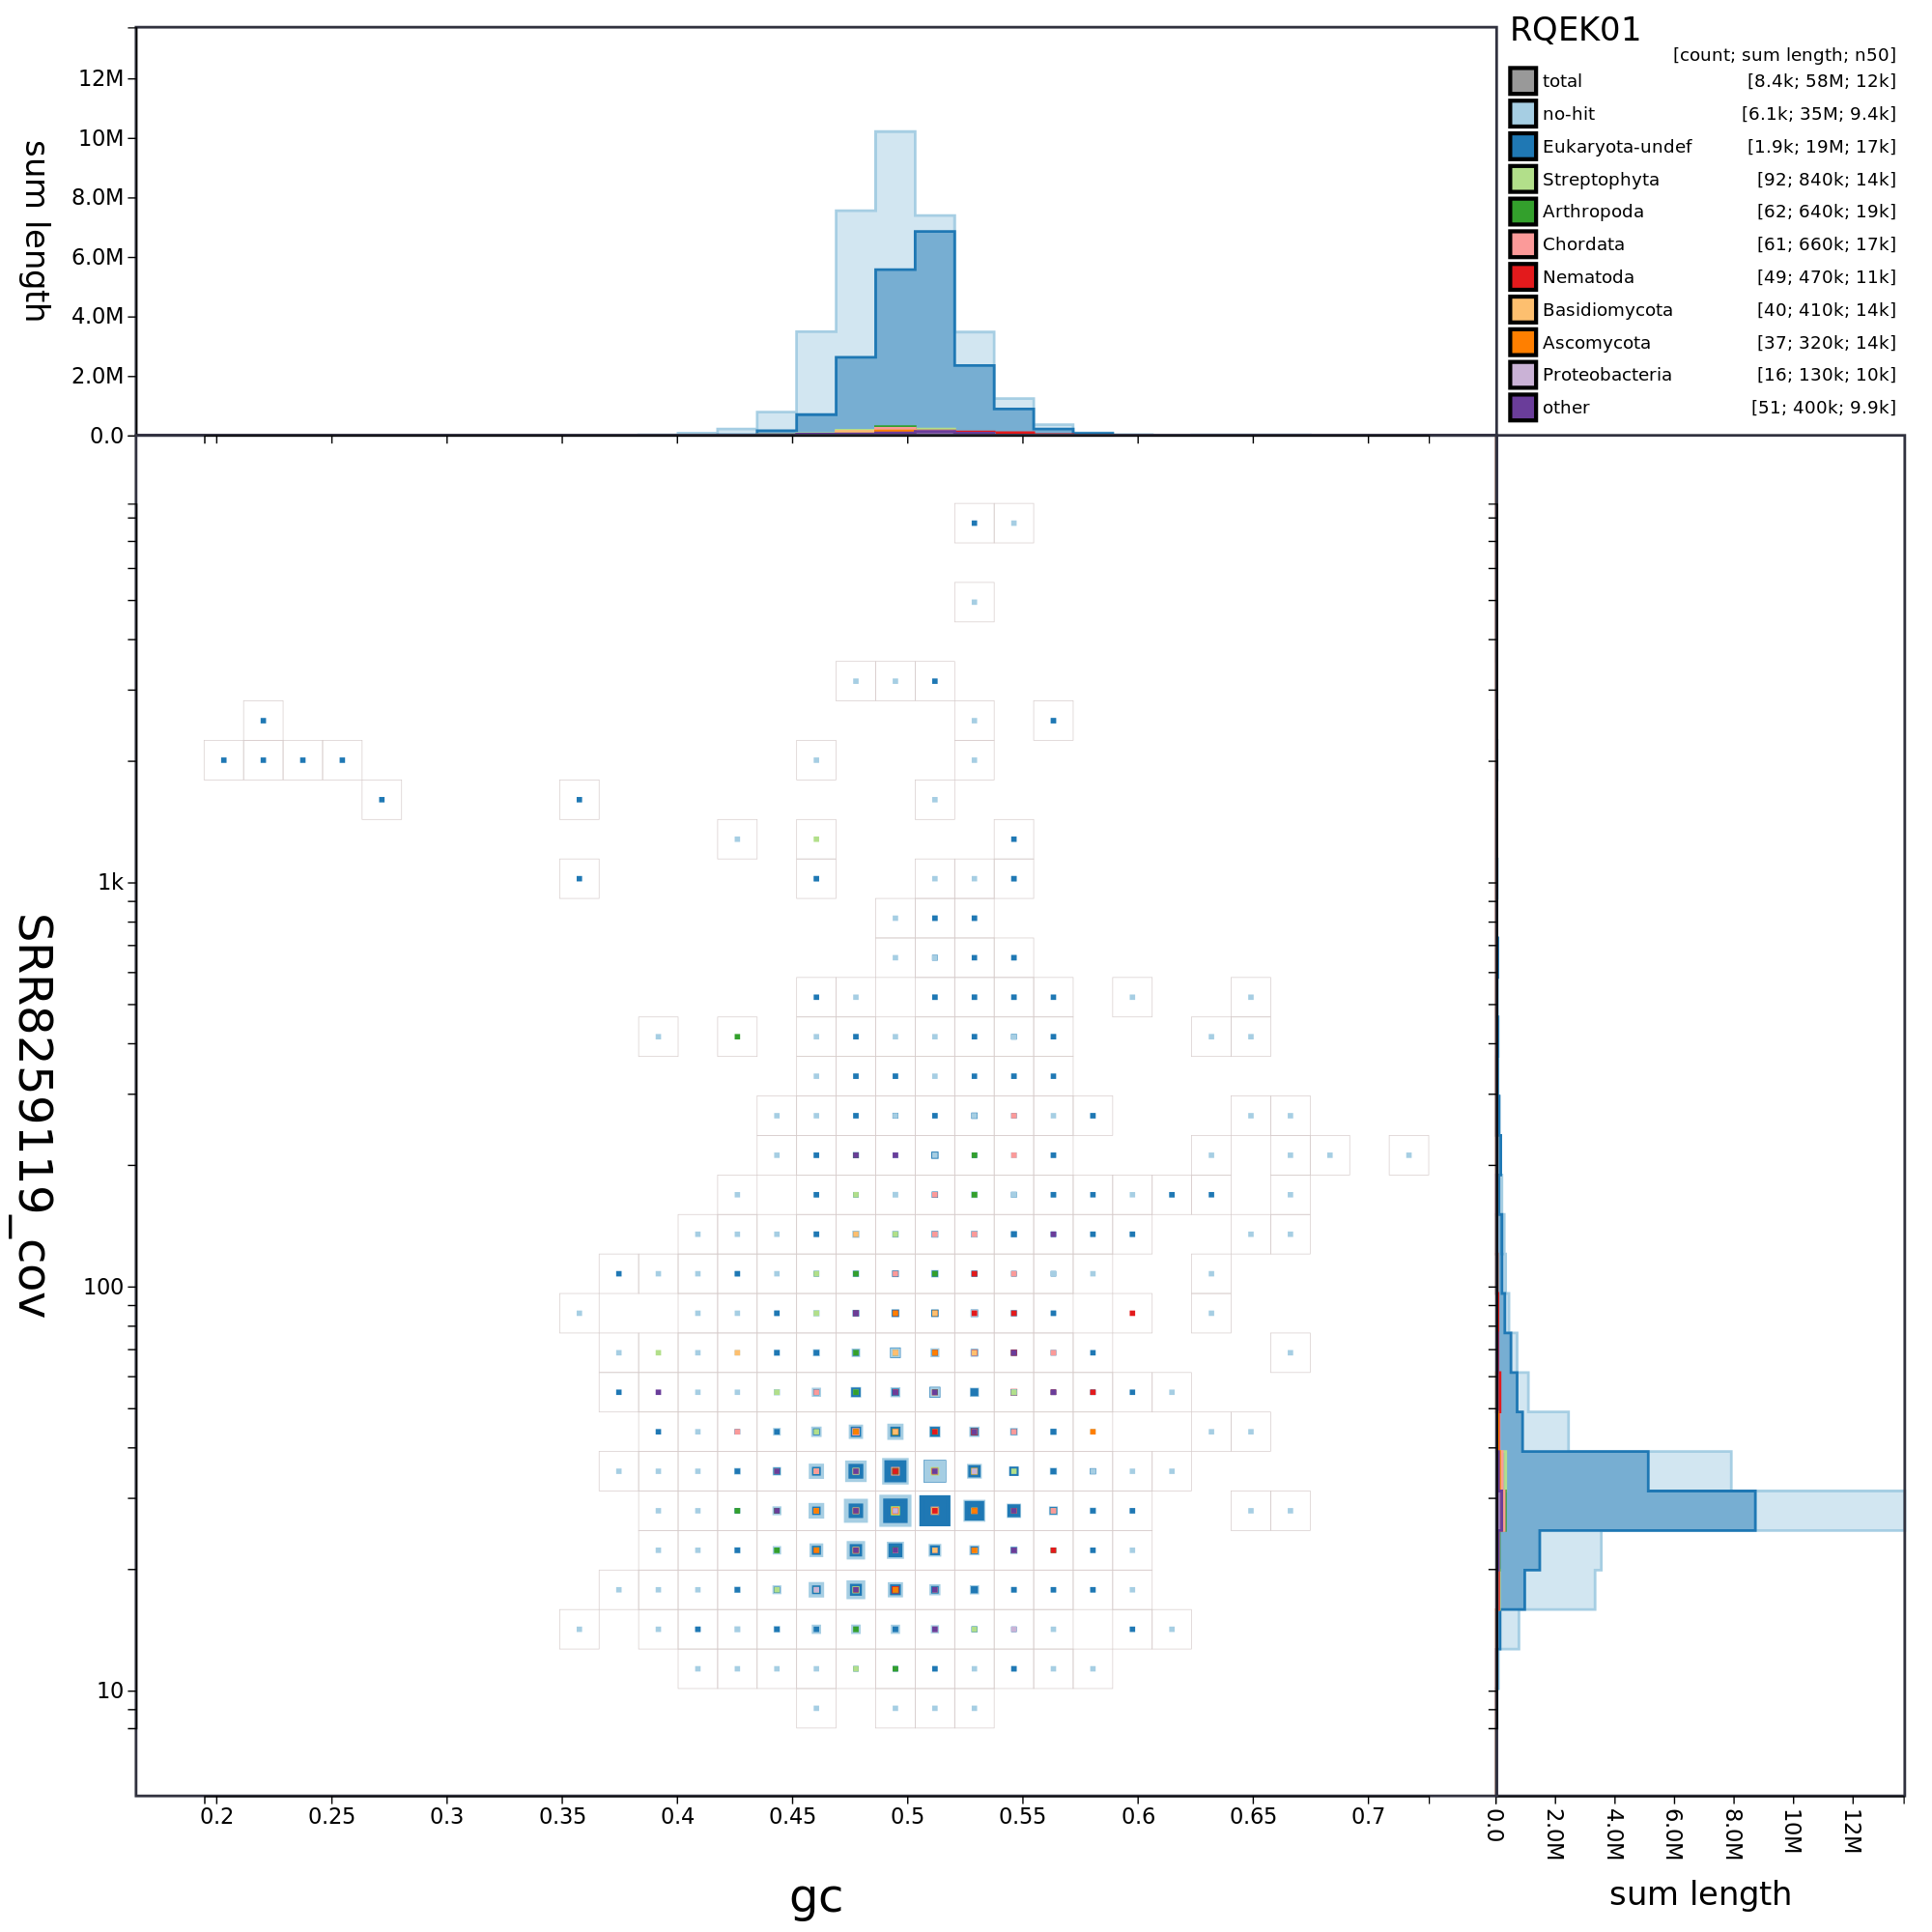 RQEK01
[count; sum length; n50]
total [8.4k; 58M; 12k]
no-hit [6.1k; 35M; 9.4k]
Eukaryota-undef [1.9k; 19M; 17k]
Streptophyta [92; 840k; 14k]
Arthropoda [62; 640k; 19k]
Chordata [61; 660k; 17k]
Nematoda [49; 470k; 11k]
Basidiomycota [40; 410k; 14k]
Ascomycota [37; 320k; 14k]
Proteobacteria [16; 130k; 10k]
other [51; 400k; 9.9k]
sum length
12M
10M
8.0M
6.0M
4.0M
2.0M
0.0
SRR8259119_cov
1k
100
10
0.2 0.25 0.3 0.35 0.4 0.45 0.5 0.55 0.6 0.65 0.7
gc
0.0 2.0M 4.0M 6.0M 8.0M 10M 12M
sum length